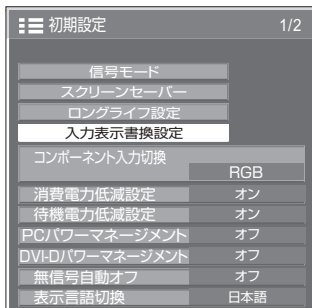 初期設定 1/2
信号モード
スクリーンセーバー
ロングライフ設定
入力表示書換設定
コンポーネント入力切換
RGB
消費電力低減設定 オン
待機電力低減設定 オン
PCパワーマネージメント オフ
DVI-Dパワーマネージメント オフ
無信号自動オフ オフ
表示言語切換 日本語